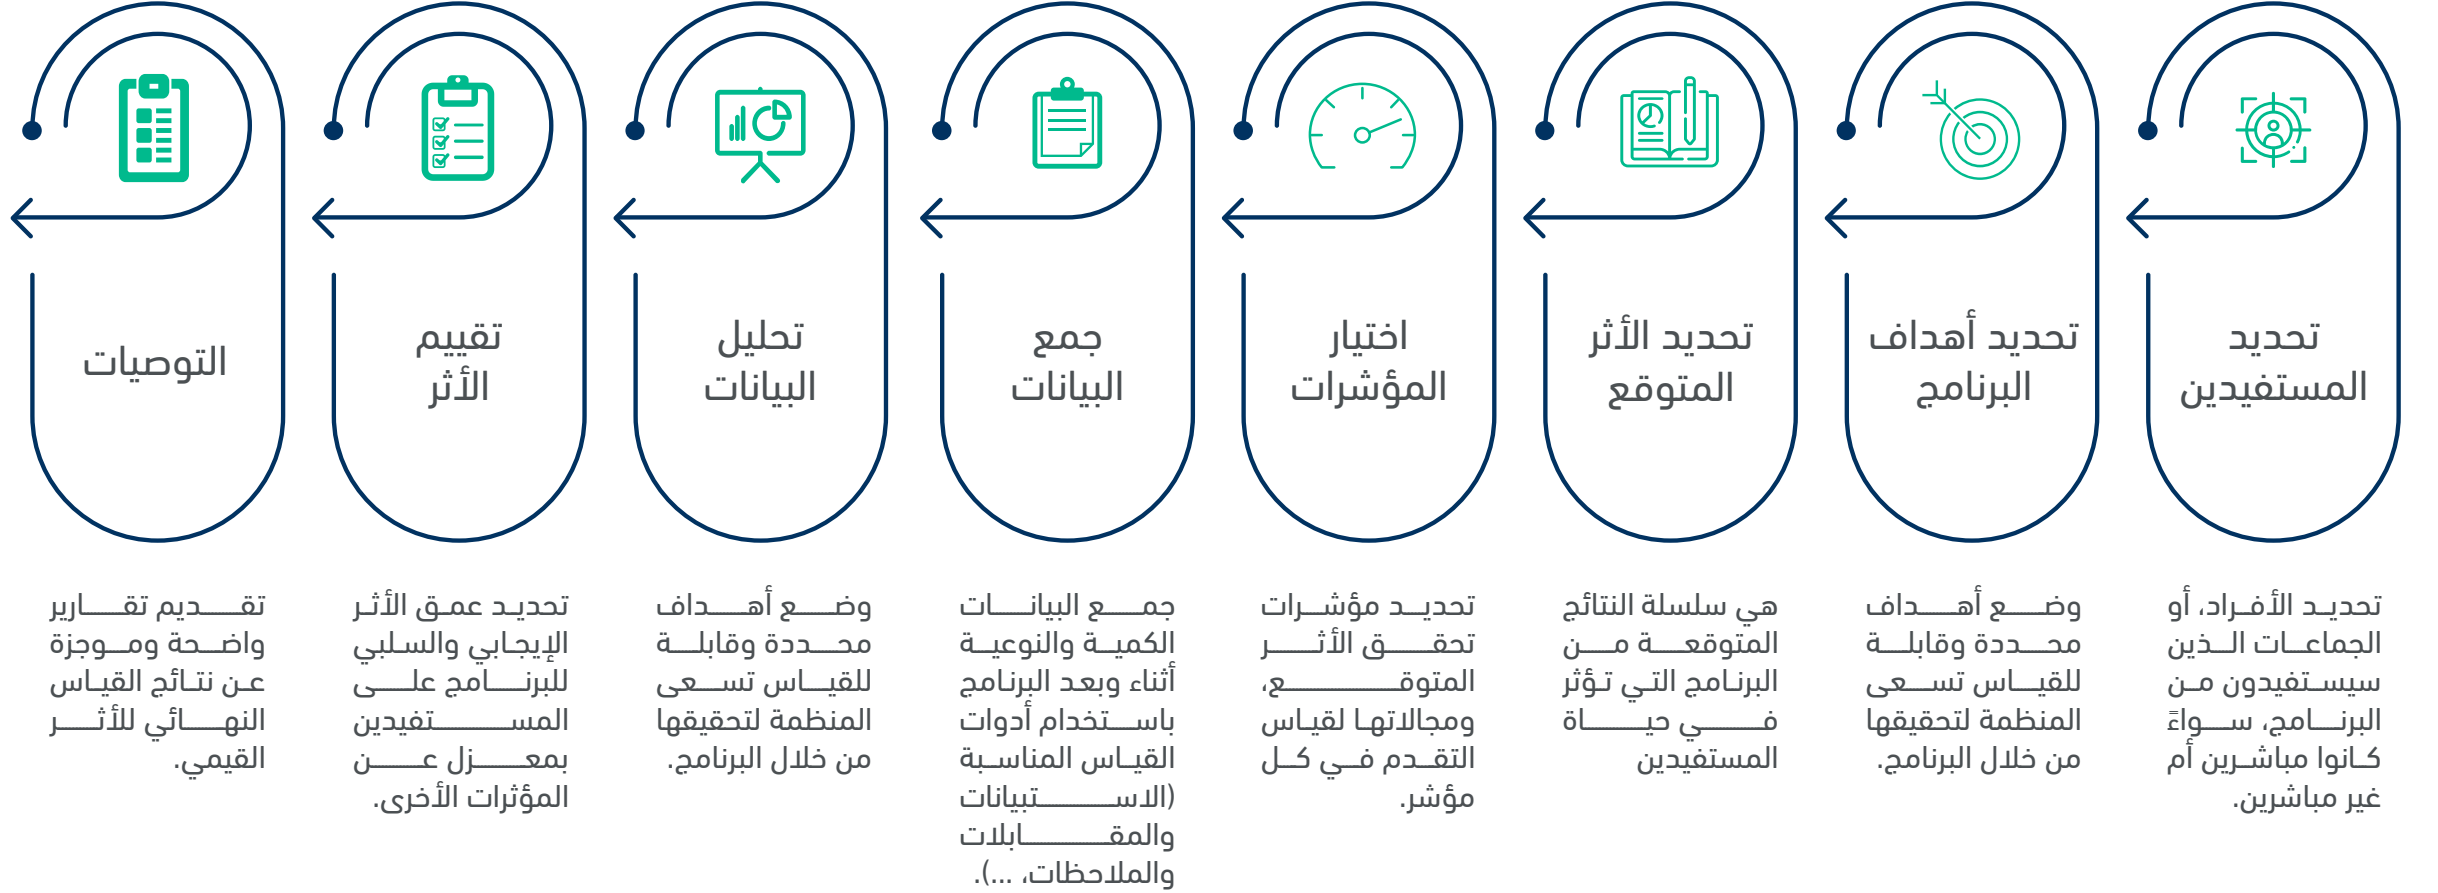 تحديد
المستفيدين
تحديد الأفراد، أو
الجماعات الذين
سيستفيدون من
البرنامج، سواءً
كانوا مباشرين أم
غير مباشرين.
تحديد أهداف
البرنامج
وضع أهداف
محددة وقابلة
للقياس تسعى
المنظمة لتحقيقها
من خلال البرنامج.
تحديد الأثر
المتوقع
هي سلسلة النتائج
المتوقعة من
البرنامج التي تؤثر
في حياة
المستفيدين
اختيار
المؤشرات
تحديد مؤشرات
تحقق الأثر
المتوقع،
ومجالاتها لقياس
التقدم في كل
مؤشر.
جمع
البيانات
جمع البيانات
الكمية والنوعية
أثناء وبعد البرنامج
باستخدام أدوات
القياس المناسبة
(الاستبيانات
والمقابلات
والملاحظات، ...).
تحليل
البيانات
وضع أهداف
محددة وقابلة
للقياس تسعى
المنظمة لتحقيقها
من خلال البرنامج.
تقييم
الأثر
تحديد عمق الأثر
الإيجابي والسلبي
للبرنامج على
المستفيدين
بمعزل عن
المؤثرات الأخرى.
التوصيات
تقديم تقارير
واضحة وموجزة
عن نتائج القياس
النهائي للأثر
القيمي.